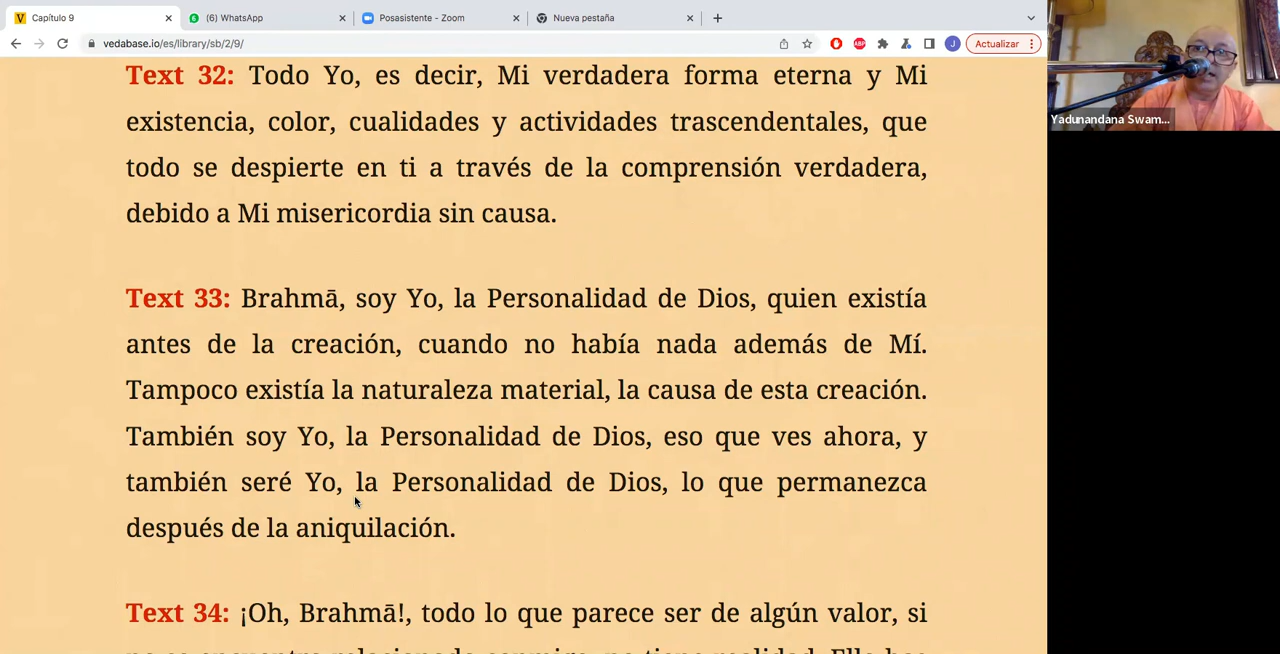 Capítulo 9
(6) WhatsApp
Posasistente - Zoom
Nueva pestaña
vedabase.io/es/library/sb/2/9/
ABP
J
Actualizar
Text 32: Todo Yo, es decir, Mi verdadera forma eterna y Mi
existencia, color, cualidades y actividades trascendentales, que
todo se despierte en ti a través de la comprensión verdadera,
debido a Mi misericordia sin causa.
Yadunandana Swam...
Text 33: Brahmā, soy Yo, la Personalidad de Dios, quien existía
antes de la creación, cuando no había nada además de Mí.
Tampoco existía la naturaleza material, la causa de esta creación.
También soy Yo, la Personalidad de Dios, eso que ves ahora, y
también seré Yo, la Personalidad de Dios, lo que permanezca
después de la aniquilación.
Text 34: ¡Oh, Brahmā!, todo lo que parece ser de algún valor, si